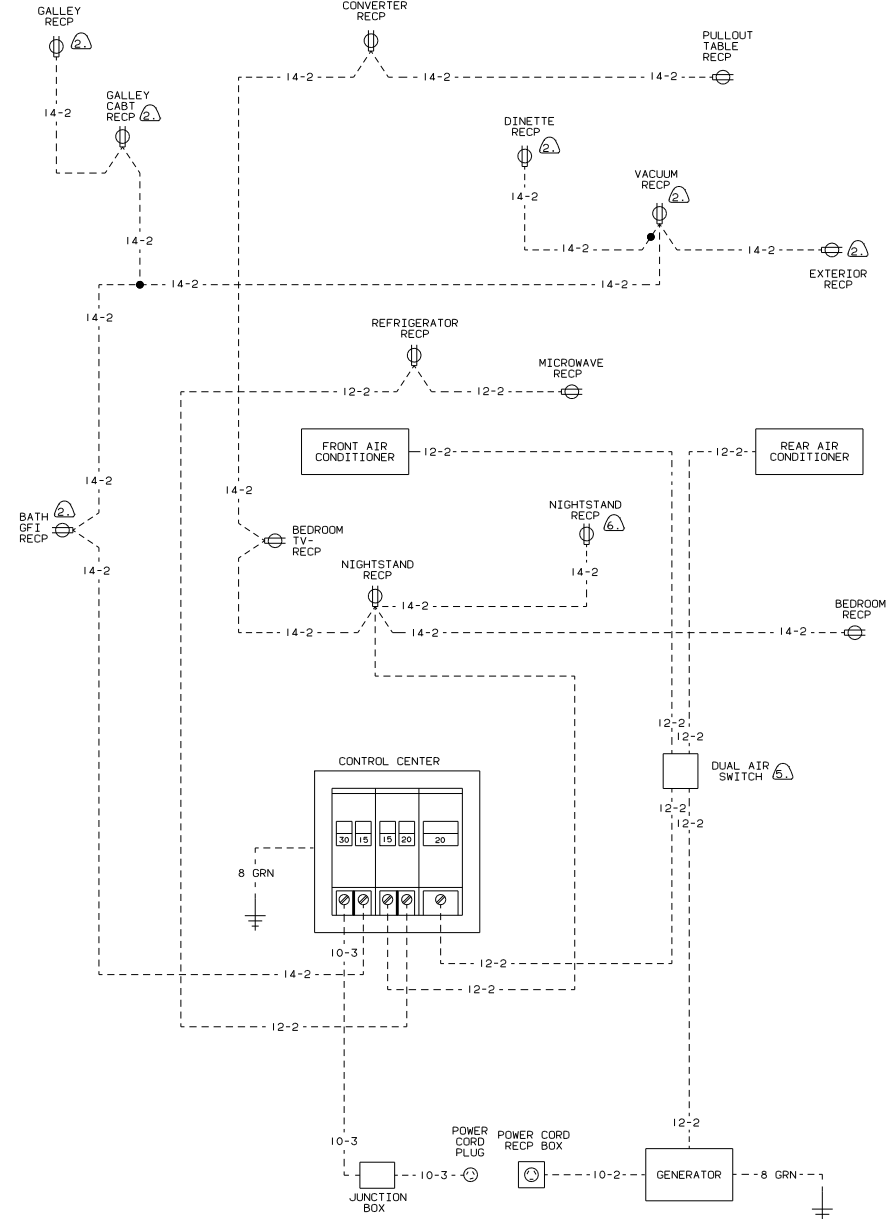 GALLEY
RECP
2.
CONVERTER
RECP
PULLOUT
TABLE
RECP
14-2
14-2
14-2
14-2
GALLEY
CABT
RECP
2.
DINETTE
RECP
2.
VACUUM
RECP
2.
14-2
14-2
14-2
14-2
2.
EXTERIOR
RECP
14-2
14-2
14-2
REFRIGERATOR
RECP
MICROWAVE
RECP
12-2
12-2
FRONT AIR
CONDITIONER
12-2
12-2
REAR AIR
CONDITIONER
14-2
14-2
BATH
GFI
RECP
2.
BEDROOM
TV-
RECP
NIGHTSTAND
RECP
6.
14-2
NIGHTSTAND
RECP
14-2
14-2
14-2
14-2
14-2
BEDROOM
RECP
12-2
12-2
DUAL AIR
SWITCH
5.
12-2
12-2
CONTROL CENTER
30
15
15
20
20
8 GRN
10-3
14-2
12-2
12-2
12-2
12-2
10-3
POWER
CORD
PLUG
POWER CORD
RECP BOX
10-3
10-2
GENERATOR
8 GRN
JUNCTION
BOX